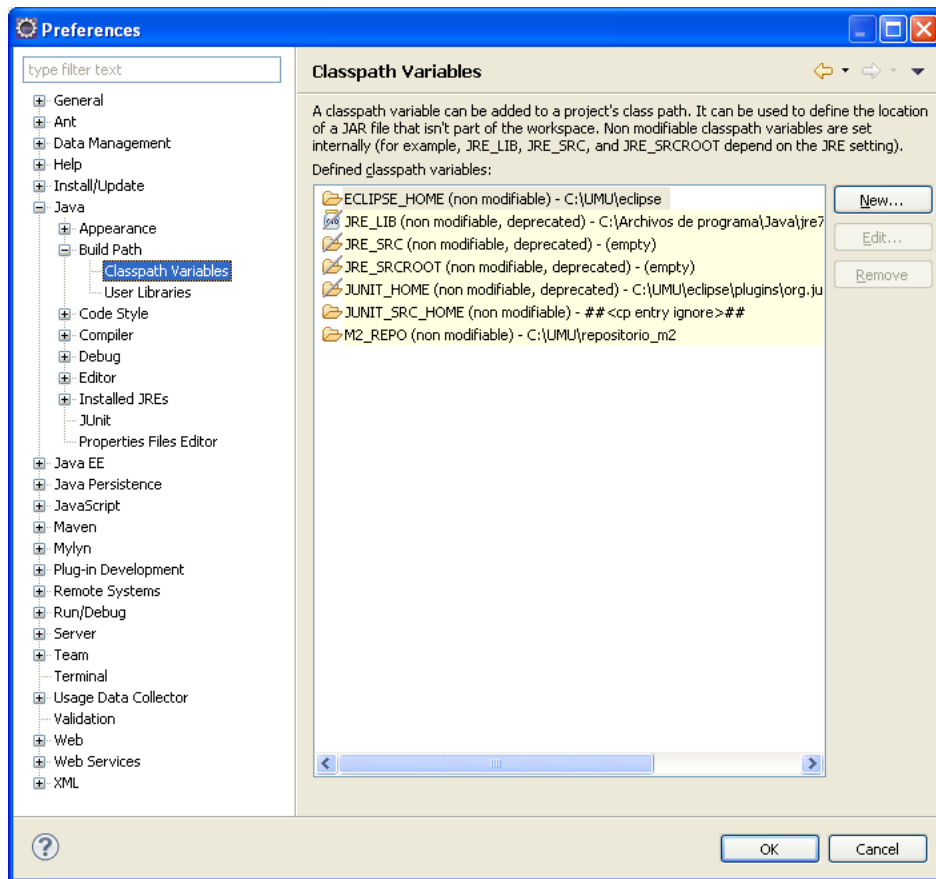 Preferences
type filter text
General
Ant
Data Management
Help
Install/Update
Java
Appearance
Build Path
Classpath Variables
User Libraries
Code Style
Compiler
Debug
Editor
Installed JREs
JUnit
Properties Files Editor
Java EE
Java Persistence
JavaScript
Maven
Mylyn
Plug-in Development
Remote Systems
Run/Debug
Server
Team
Terminal
Usage Data Collector
Validation
Web
Web Services
XML
Classpath Variables
A classpath variable can be added to a project's class path. It can be used to define the location
of a JAR file that isn't part of the workspace. Non modifiable classpath variables are set
internally (for example, JRE_LIB, JRE_SRC, and JRE_SRCROOT depend on the JRE setting).
Defined classpath variables:
ECLIPSE_HOME (non modifiable) - C:\UMU\eclipse
JRE_LIB (non modifiable, deprecated) - C:\Archivos de programa\Java\jre7
JRE_SRC (non modifiable, deprecated) - (empty)
JRE_SRCROOT (non modifiable, deprecated) - (empty)
JUNIT_HOME (non modifiable, deprecated) - C:\UMU\eclipse\plugins\org.ju
JUNIT_SRC_HOME (non modifiable) - ##<cp entry ignore>##
M2_REPO (non modifiable) - C:\UMU\repositorio_m2
New...
Edit...
Remove
OK
Cancel